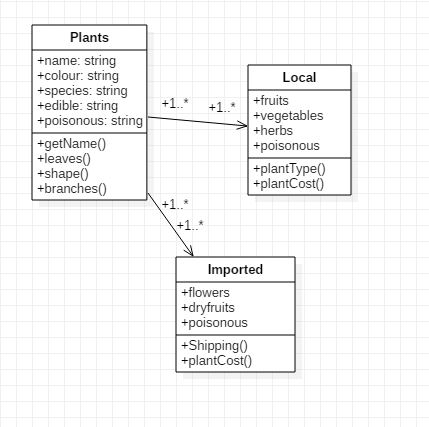 Plants
+name: string
+colour: string
+species: string
+edible: string
+poisonous: string
+getName()
+leaves()
+shape()
+branches()
+1..*
+1..*
Local
+fruits
+vegetables
+herbs
+poisonous
+plantType()
+plantCost()
+1..*
+1..*
Imported
+flowers
+dryfruits
+poisonous
+Shipping()
+plantCost()